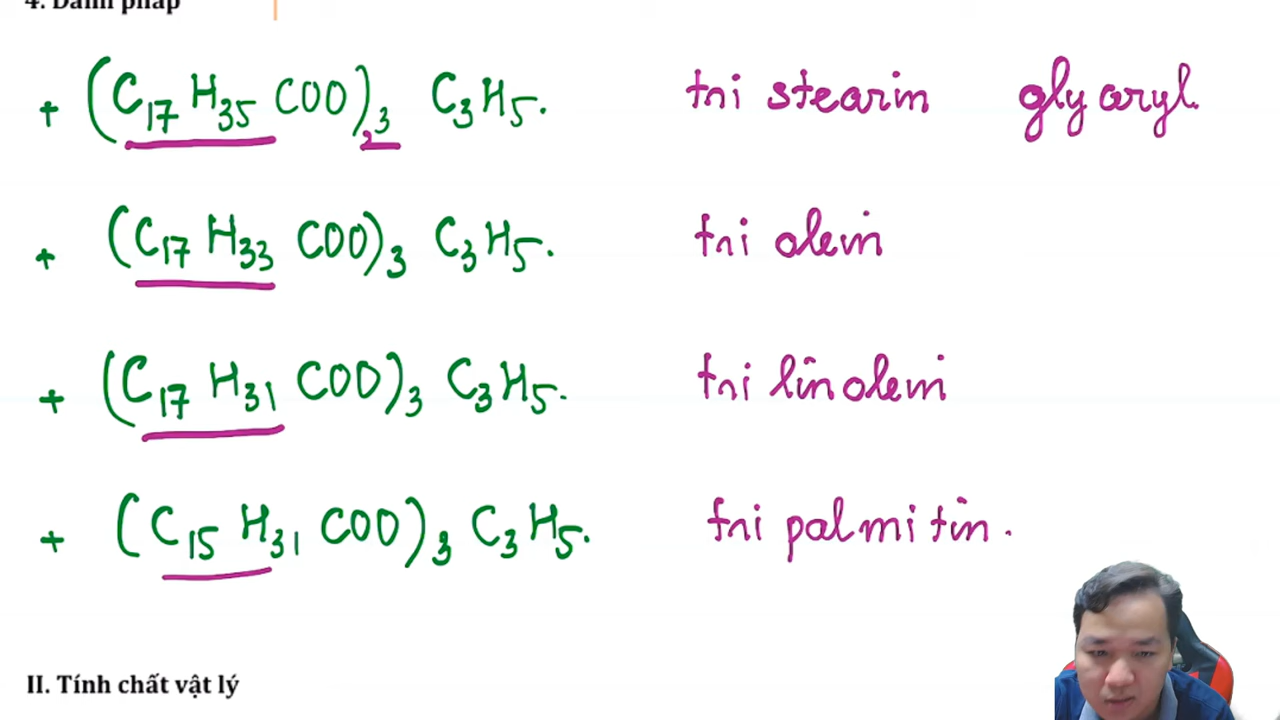 4. Danh pháp
+ (C17H35COO)3 C3H5. tri stearin glyceryl.
+ (C17H33COO)3 C3H5. tri olein
+ (C17H31COO)3 C3H5. tri linolein
+ (C15H31COO)3 C3H5. tri palmitin.
II. Tính chất vật lý